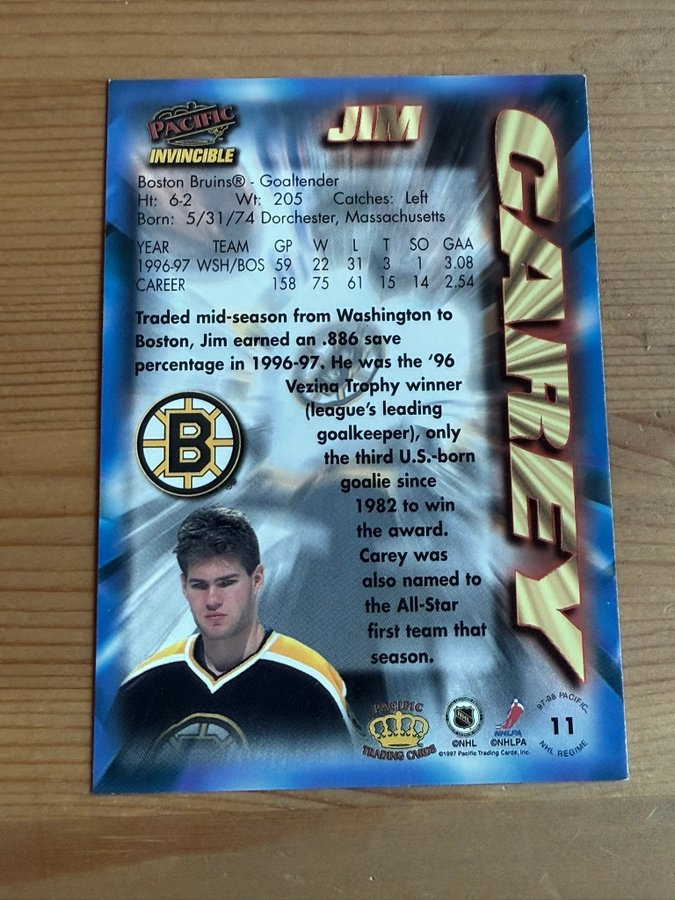 PACIFIC
INVINCIBLE
JIM
CAREY
Boston Bruins® - Goaltender
Ht: 6-2 Wt: 205 Catches: Left
Born: 5/31/74 Dorchester, Massachusetts
YEAR TEAM GP W L T SO GAA
1996-97 WSH/BOS 59 22 31 3 1 3.08
CAREER 158 75 61 15 14 2.54
Traded mid-season from Washington to
Boston, Jim earned an .886 save
percentage in 1996-97. He was the '96
Vezina Trophy winner
(league's leading
goalkeeper), only
the third U.S.-born
goalie since
1982 to win
the award.
Carey was
also named to
the All-Star
first team that
season.
B
PACIFIC
TRADING CARDS
NHL
©NHL
NHLPA
©NHLPA
©1997 Pacific Trading Cards, Inc.
97-98 PACIFIC
11
NHL REGIME